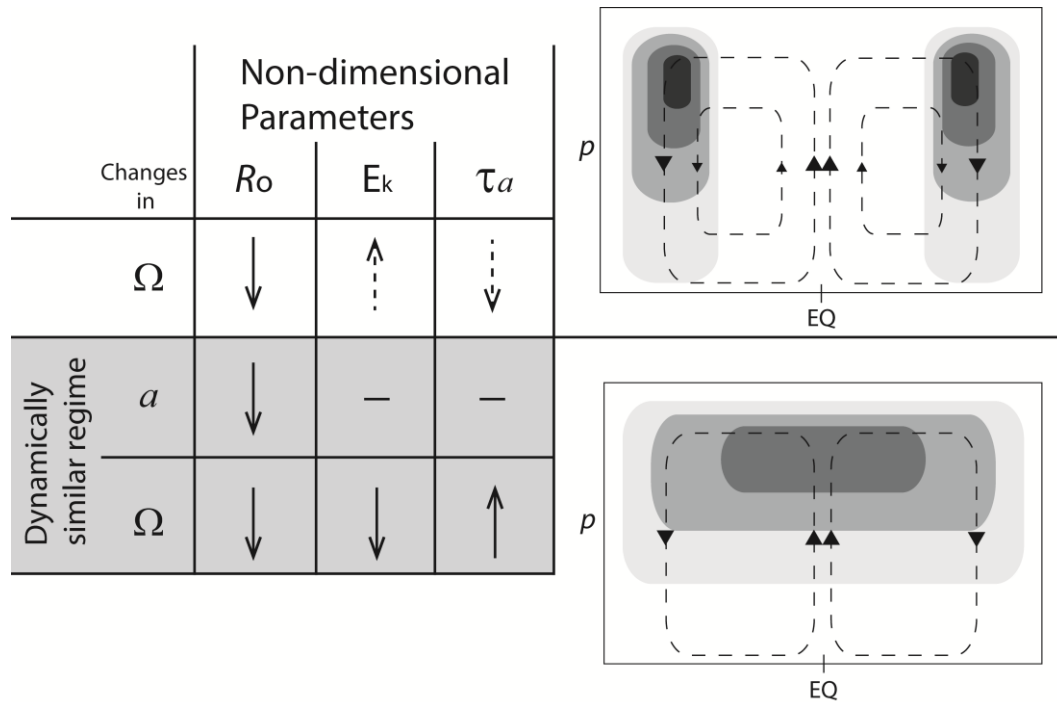 Non-dimensional
Parameters
Changes
in
Ro
Ek
τa
Ω
Dynamically
similar regime
a
–
–
Ω
p
EQ
p
EQ